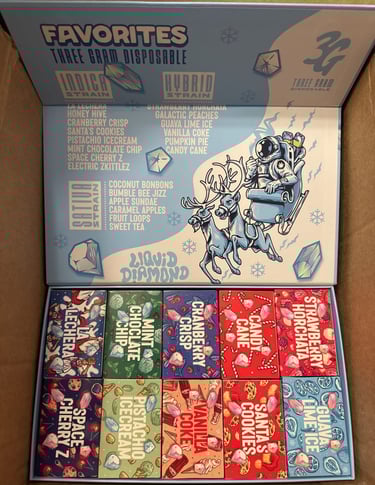 FAVORITES
THREE GRAM DISPOSABLE
3G
THREE GRAM
DISPOSABLE
INDICA
STRAIN
LA LECHERA
HONEY HIVE
CRANBERRY CRISP
SANTA'S COOKIES
PISTACHIO ICECREAM
MINT CHOCOLATE CHIP
SPACE CHERRY Z
ELECTRIC ZKITTLEZ
HYBRID
STRAIN
STRAWBERRY HORCHATA
GALACTIC PEACHES
GUAVA LIME ICE
VANILLA COKE
PUMPKIN PIE
CANDY CANE
SATIVA
STRAIN
COCONUT BONBONS
BUMBLE BEE JIZZ
APPLE SUNDAE
CARAMEL APPLES
FRUIT LOOPS
SWEET TEA
LIQUID
DIAMOND
LECHERA
MINT
CHOCLATE
CHIP
CRANBERRY
CRISP
CANDY
CANE
STRAWBERRY
HORCHATA
SPACE
CHERRY Z
PISTACHIO
ICECREAM
VANILLA
COKE
SANTA'S
COOKIES
GUAVA
LIME ICE